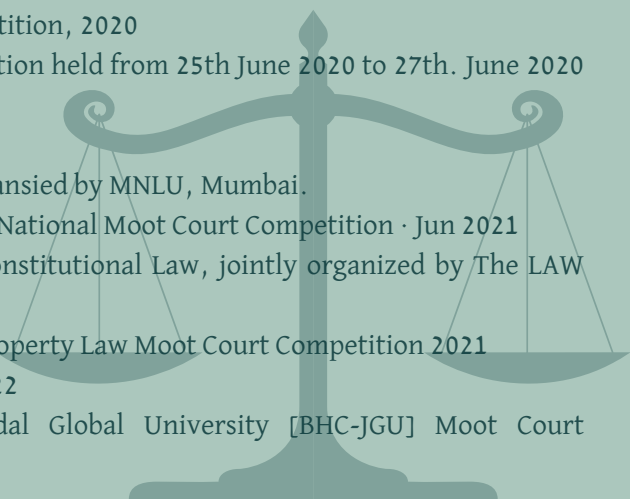 tition, 2020
tion held from 25th June 2020 to 27th. June 2020
ansied by MNLU, Mumbai.
National Moot Court Competition · Jun 2021
onstitutional Law, jointly organized by The LAW
operty Law Moot Court Competition 2021
22
dal Global University [BHC-JGU] Moot Court